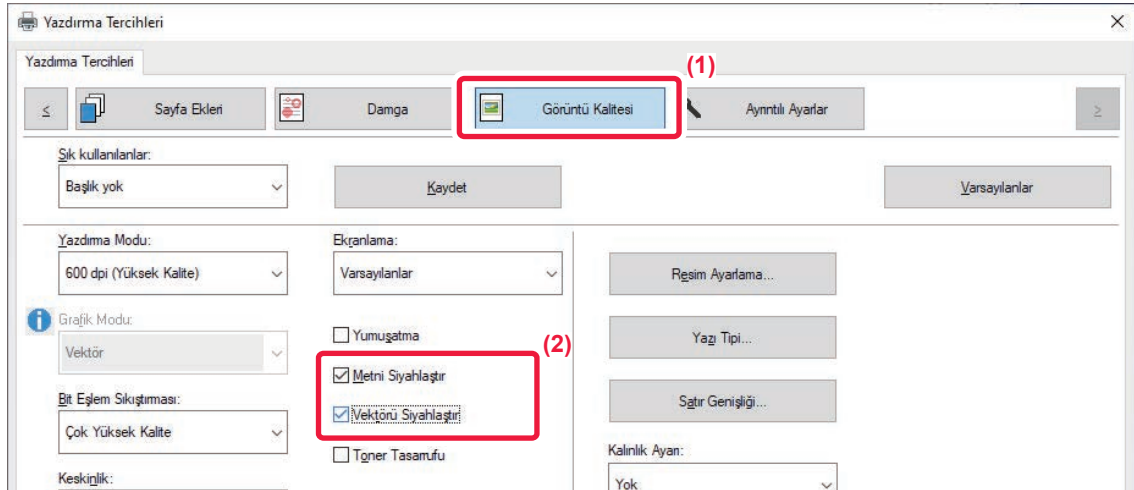 Yazdırma Tercihleri
Yazdırma Tercihleri
(1)
< Sayfa Ekleri Damga Görüntü Kalitesi Ayrıntılı Ayarlar >
Sık kullanılanlar:
Başlık yok Kaydet Varsayılanlar
Yazdırma Modu: Ekranlama:
600 dpi (Yüksek Kalite) Varsayılanlar Resim Ayarlama...
Grafik Modu:
Yumuşatma (2) Yazı Tipi...
Vektör
Metni Siyahlaştır
Bit Eşlem Sıkıştırması: Satır Genişliği...
Vektörü Siyahlaştır
Çok Yüksek Kalite
Toner Tasarrufu Kalınlık Ayarı:
Keskinlik: Yok